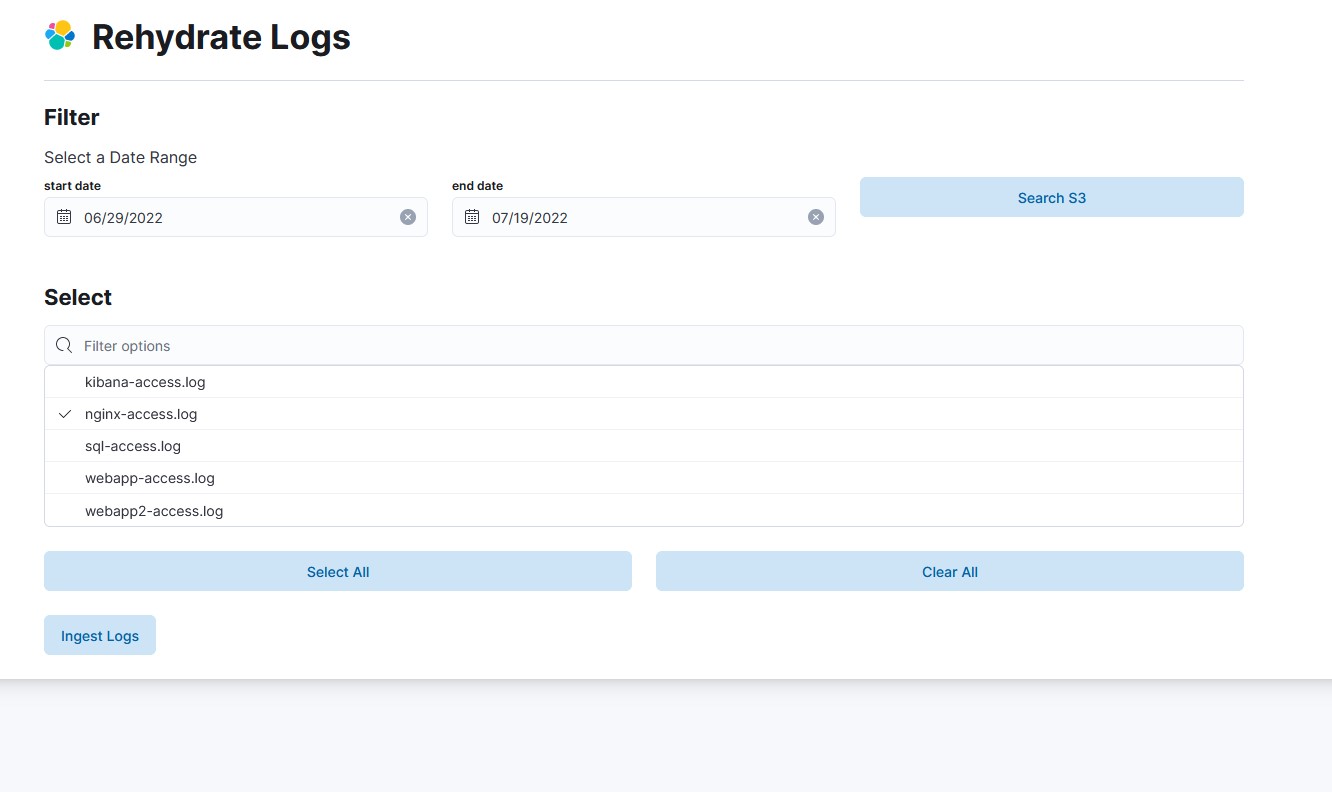 Rehydrate Logs
Filter
Select a Date Range
start date
end date
06/29/2022
07/19/2022
Search S3
Select
Filter options
kibana-access.log
nginx-access.log
sql-access.log
webapp-access.log
webapp2-access.log
Select All
Clear All
Ingest Logs